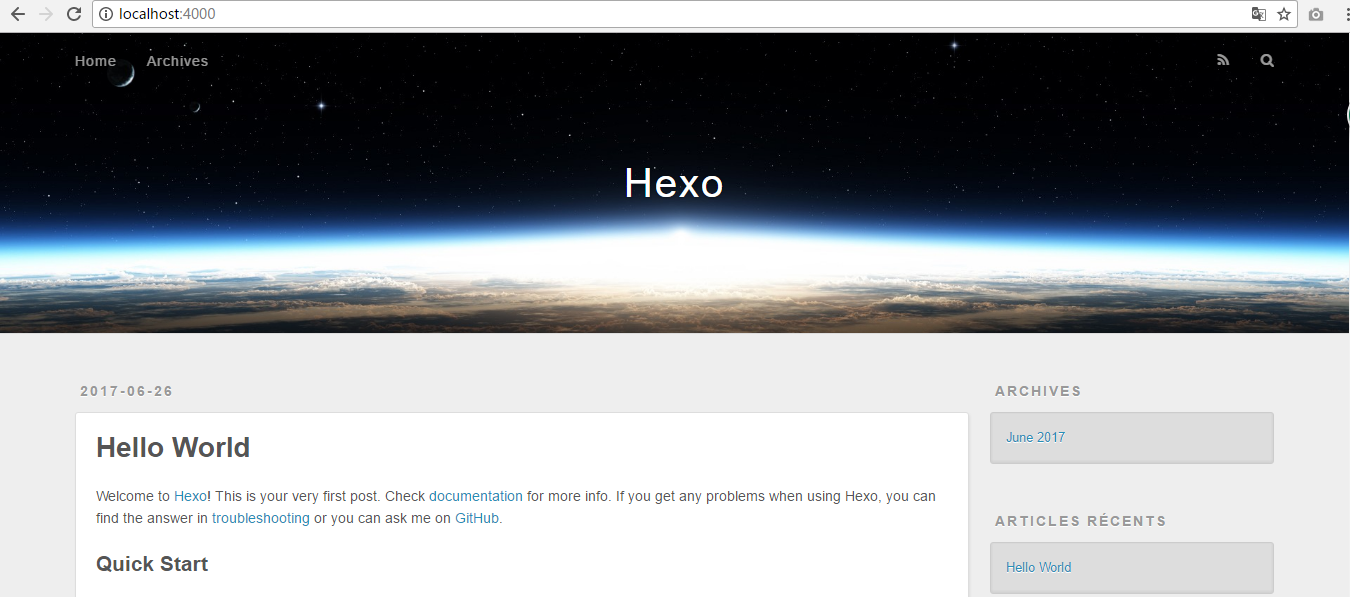 localhost:4000
Home Archives
Hexo
2017-06-26
Hello World
Welcome to Hexo! This is your very first post. Check documentation for more info. If you get any problems when using Hexo, you can
find the answer in troubleshooting or you can ask me on GitHub.
Quick Start
ARCHIVES
June 2017
ARTICLES RÉCENTS
Hello World